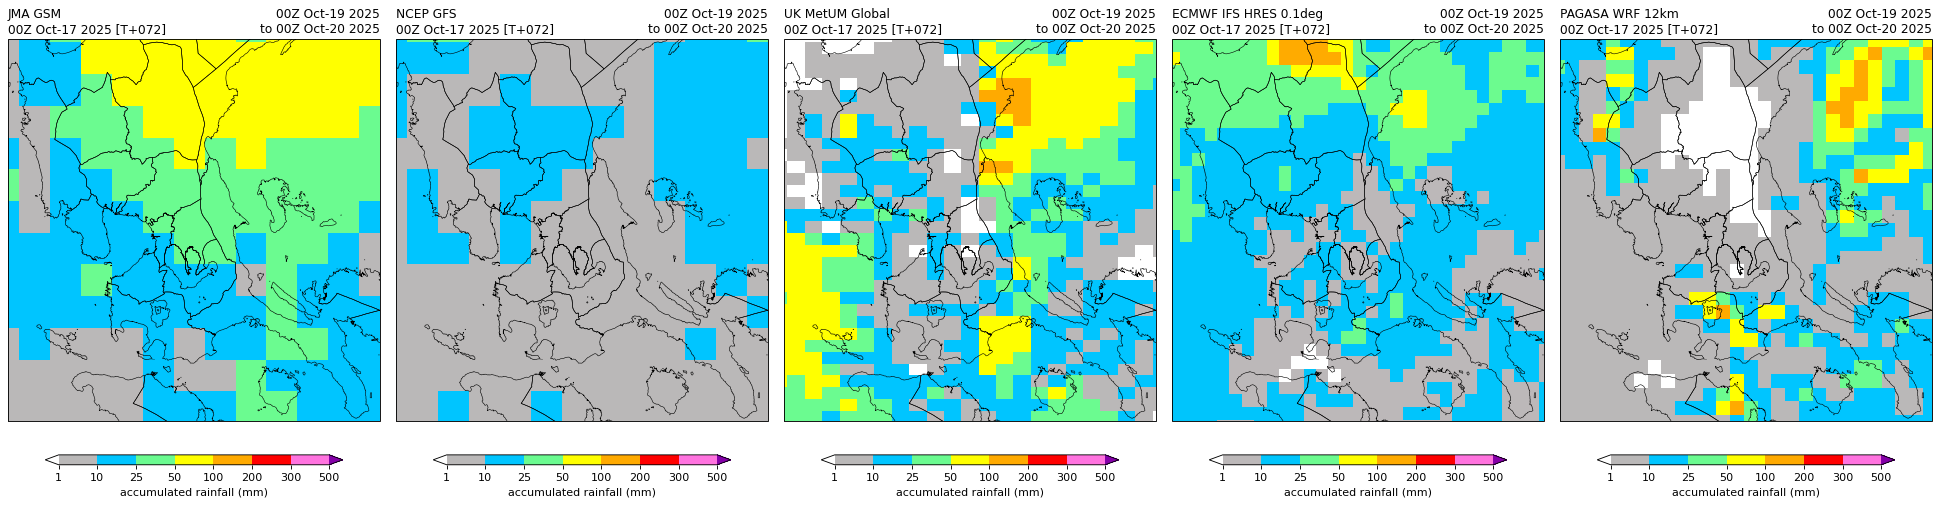 JMA GSM 00Z Oct-19 2025
00Z Oct-17 2025 [T+072] to 00Z Oct-20 2025
NCEP GFS 00Z Oct-19 2025
00Z Oct-17 2025 [T+072] to 00Z Oct-20 2025
UK MetUM Global 00Z Oct-19 2025
00Z Oct-17 2025 [T+072] to 00Z Oct-20 2025
ECMWF IFS HRES 0.1deg 00Z Oct-19 2025
00Z Oct-17 2025 [T+072] to 00Z Oct-20 2025
PAGASA WRF 12km 00Z Oct-19 2025
00Z Oct-17 2025 [T+072] to 00Z Oct-20 2025
1 10 25 50 100 200 300 500
accumulated rainfall (mm)
1 10 25 50 100 200 300 500
accumulated rainfall (mm)
1 10 25 50 100 200 300 500
accumulated rainfall (mm)
1 10 25 50 100 200 300 500
accumulated rainfall (mm)
1 10 25 50 100 200 300 500
accumulated rainfall (mm)